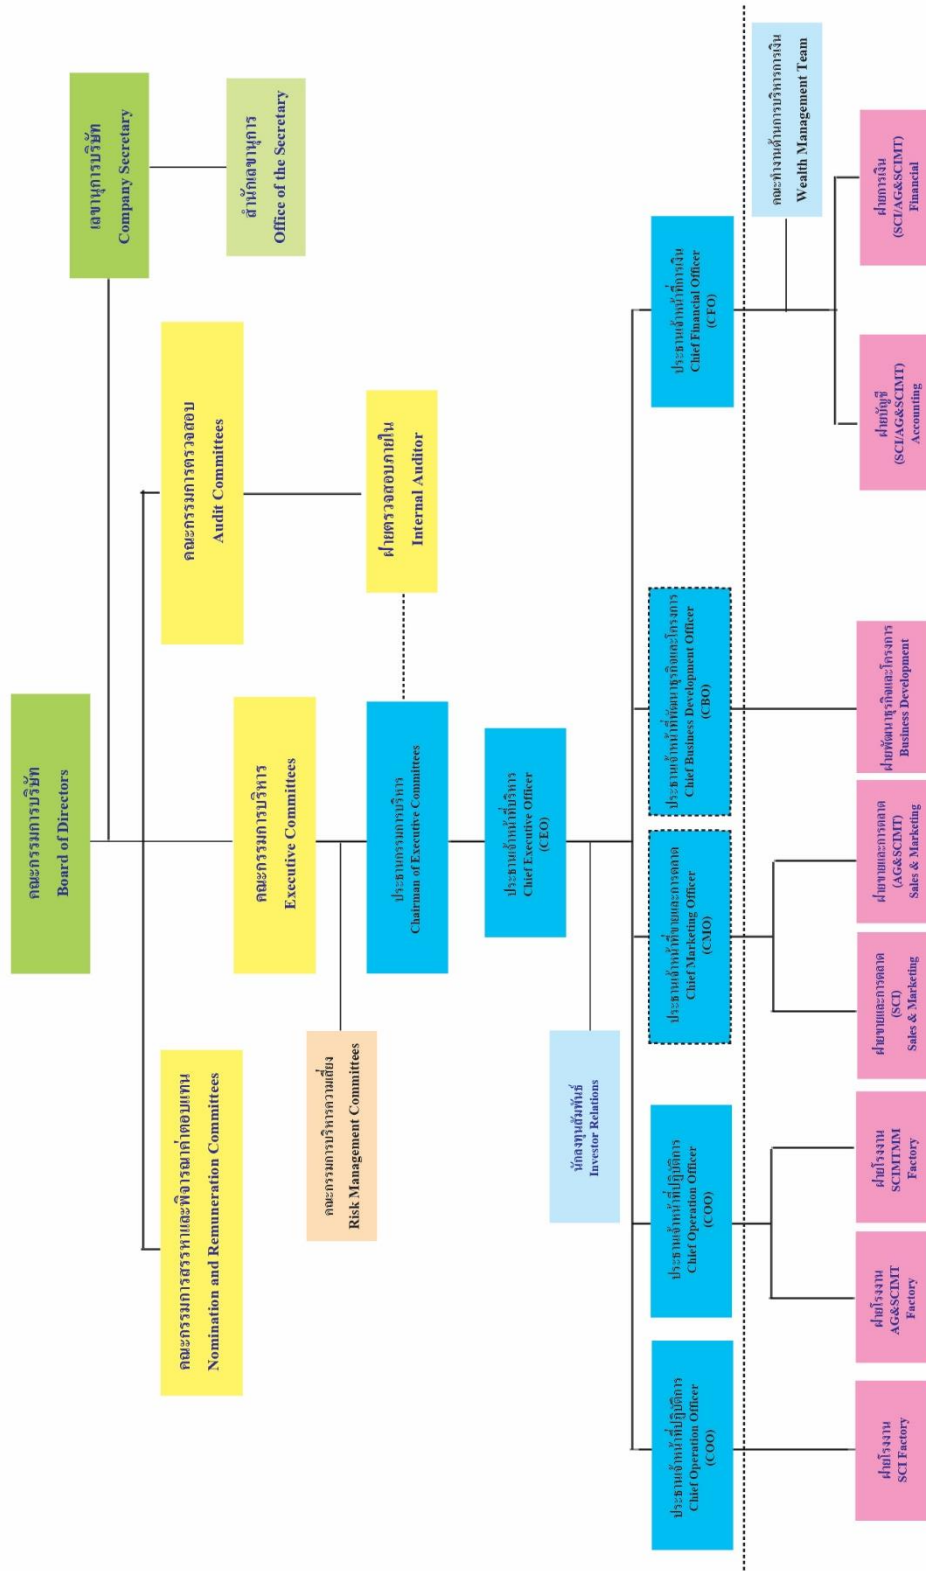 คณะกรรมการบริษัท
Board of Directors
เลขานุการบริษัท
Company Secretary
สำนักเลขานุการ
Office of the Secretary
คณะกรรมการสรรหาและพิจารณาค่าตอบแทน
Nomination and Remuneration Committees
คณะกรรมการบริหาร
Executive Committees
คณะกรรมการตรวจสอบ
Audit Committees
คณะกรรมการบริหารความเสี่ยง
Risk Management Committees
ประธานกรรมการบริหาร
Chairman of Executive Committees
ฝ่ายตรวจสอบภายใน
Internal Auditor
ประธานเจ้าหน้าที่บริหาร
Chief Executive Officer
(CEO)
นักลงทุนสัมพันธ์
Investor Relations
ประธานเจ้าหน้าที่ปฏิบัติการ
Chief Operation Officer
(COO)
ประธานเจ้าหน้าที่ปฏิบัติการ
Chief Operation Officer
(COO)
ประธานเจ้าหน้าที่ขายและการตลาด
Chief Marketing Officer
(CMO)
ประธานเจ้าหน้าที่พัฒนาธุรกิจและโครงการ
Chief Business Development Officer
(CBO)
ประธานเจ้าหน้าที่การเงิน
Chief Financial Officer
(CFO)
คณะทำงานด้านการบริหารการเงิน
Wealth Management Team
ฝ่ายโรงงาน
SCI Factory
ฝ่ายโรงงาน
AG&SCIMT
Factory
ฝ่ายโรงงาน
SCIMTMM
Factory
ฝ่ายขายและการตลาด
(SCI)
Sales & Marketing
ฝ่ายขายและการตลาด
(AG&SCIMT)
Sales & Marketing
ฝ่ายพัฒนาธุรกิจและโครงการ
Business Development
ฝ่ายบัญชี
(SCI/AG&SCIMT)
Accounting
ฝ่ายการเงิน
(SCI/AG&SCIMT)
Financial